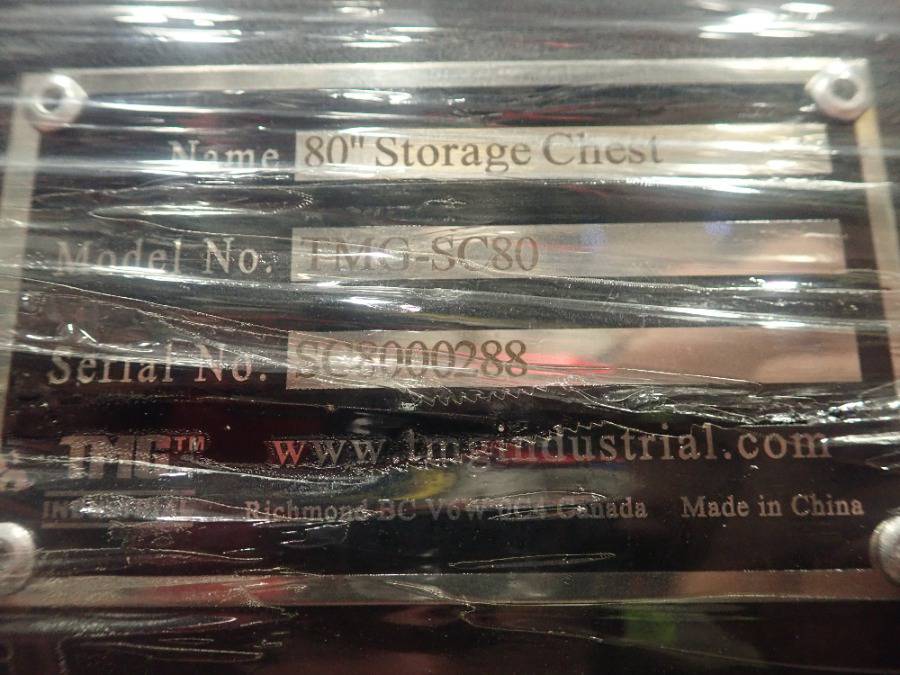 Name 80" Storage Chest
Model No. TMG-SC80
Serial No. SC8000288
TMG™ www.tmgindustrial.com
INDUSTRIAL Richmond BC V6W Canada Made in China